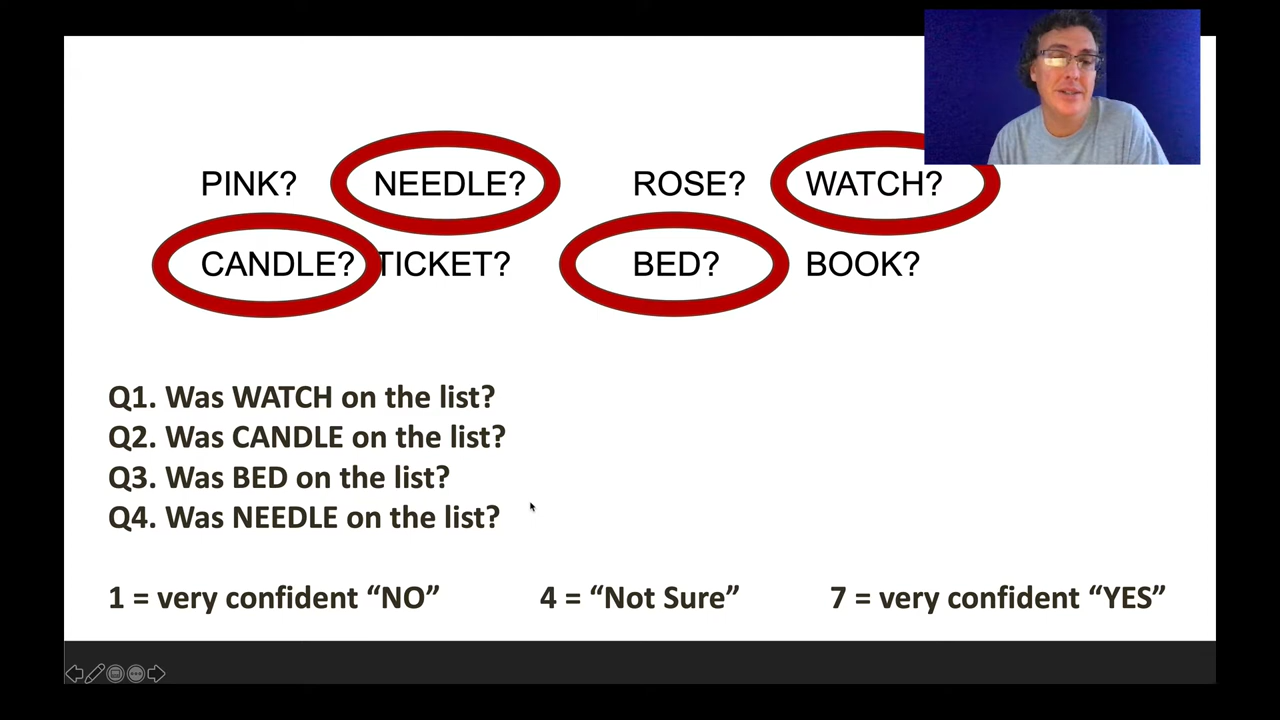 PINK? NEEDLE? ROSE? WATCH?
CANDLE? TICKET? BED? BOOK?
Q1. Was WATCH on the list?
Q2. Was CANDLE on the list?
Q3. Was BED on the list?
Q4. Was NEEDLE on the list?
1 = very confident “NO” 4 = “Not Sure” 7 = very confident “YES”